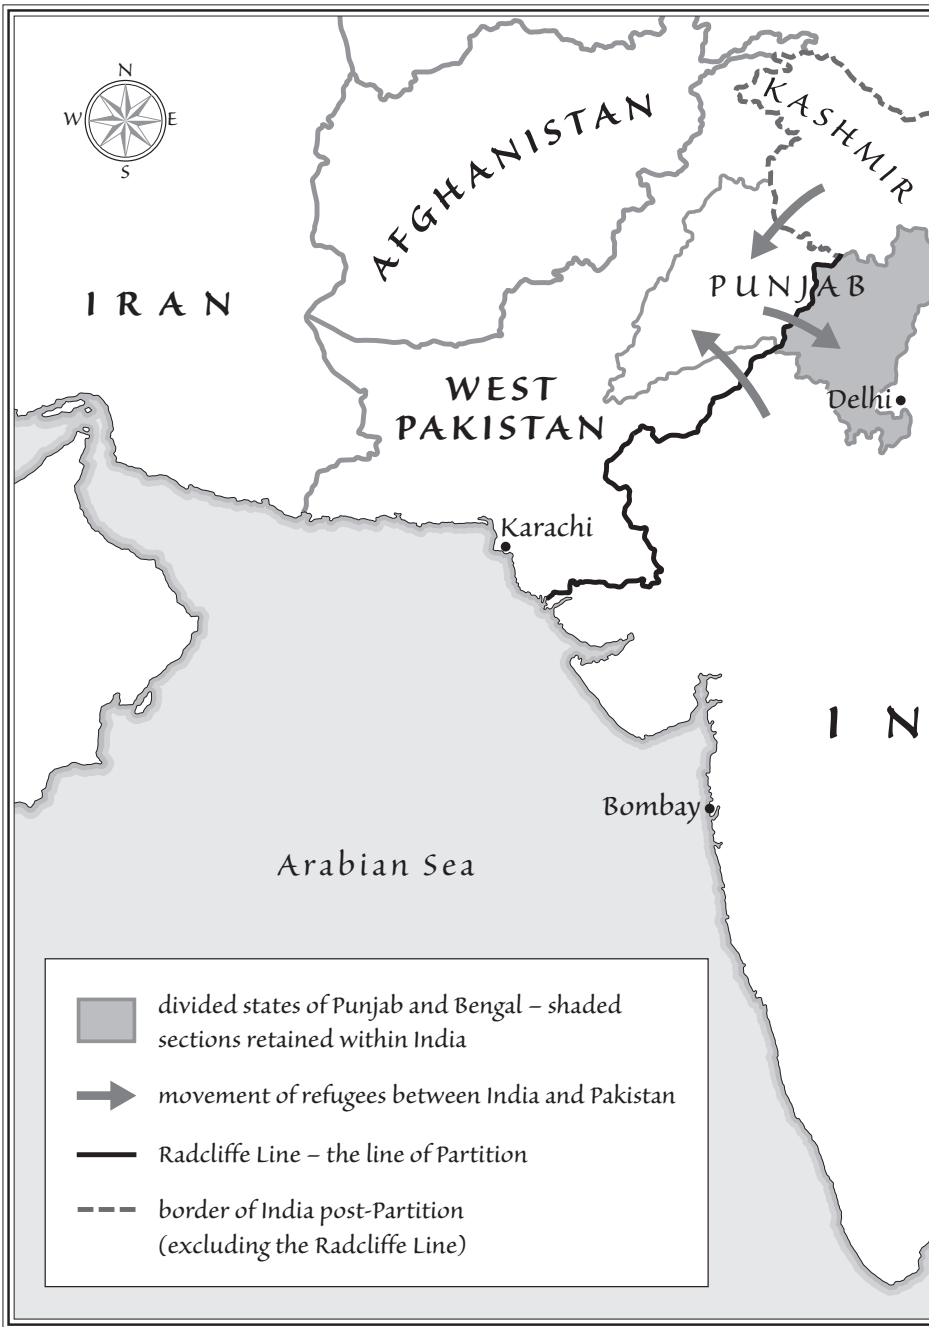 N
W E
S
AFGHANISTAN
KASHMIR
IRAN
PUNJAB
WEST
PAKISTAN
Delhi
Karachi
I N
Bombay
Arabian Sea
divided states of Punjab and Bengal – shaded
sections retained within India
movement of refugees between India and Pakistan
Radcliffe Line – the line of Partition
border of India post-Partition
(excluding the Radcliffe Line)